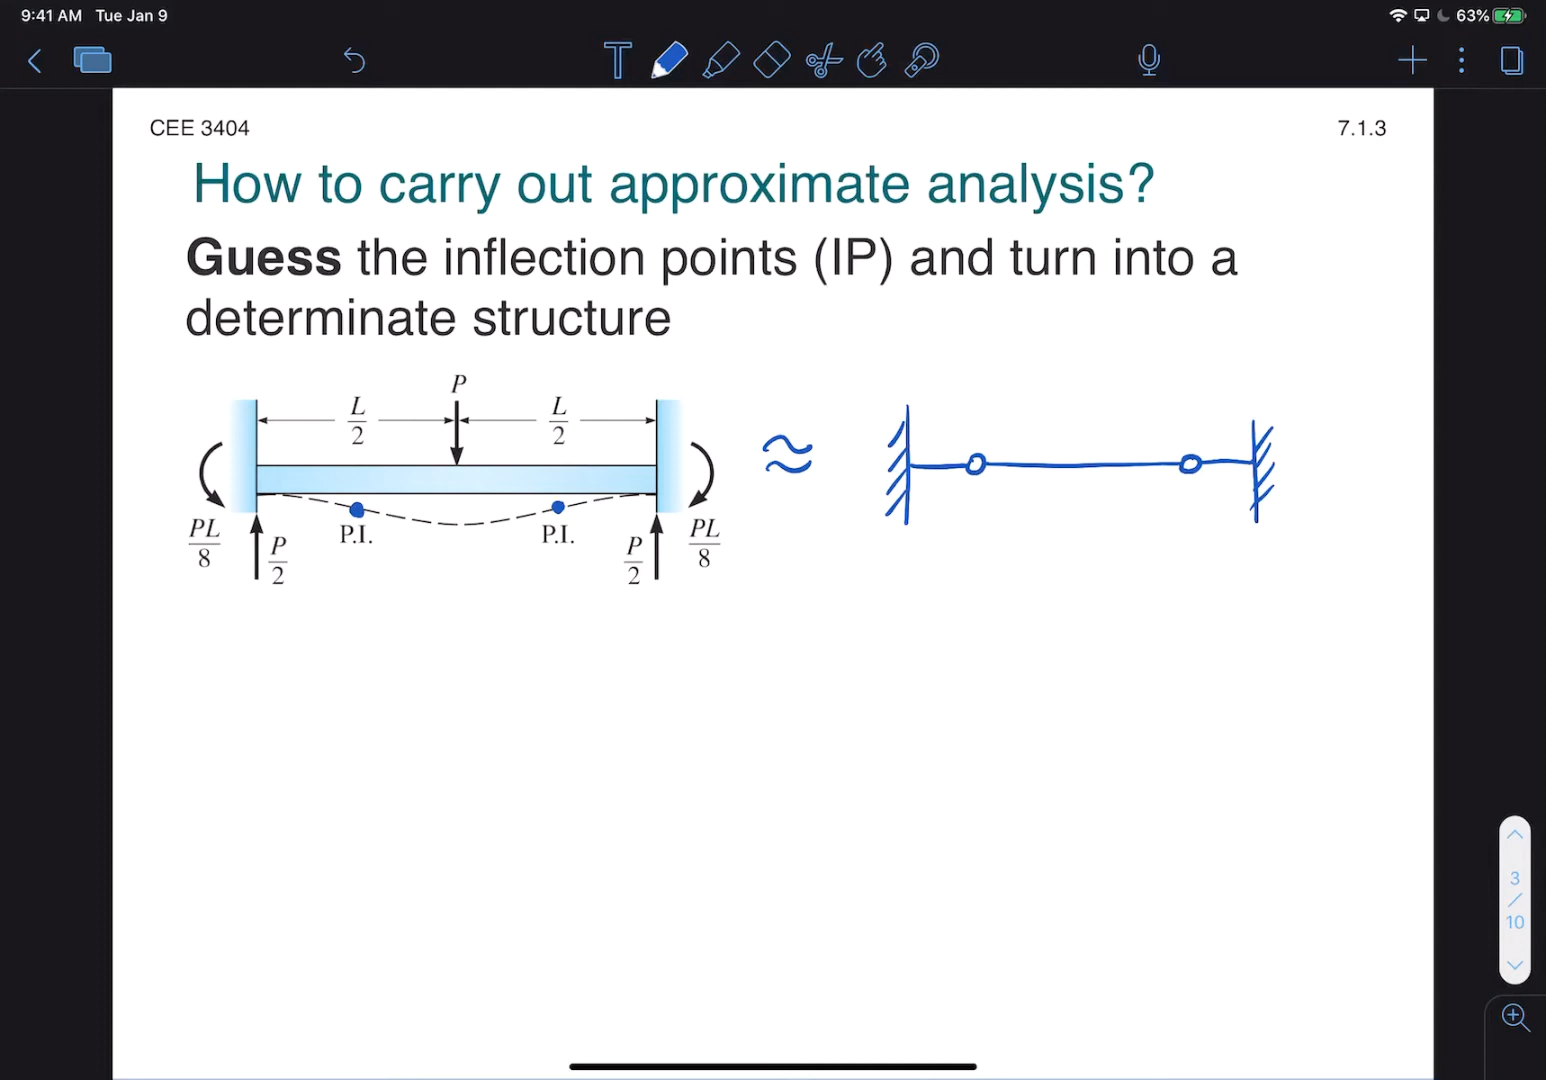 9:41 AM Tue Jan 9
63%
CEE 3404
7.1.3
How to carry out approximate analysis?
Guess the inflection points (IP) and turn into a
determinate structure
P
L/2
L/2
≈
PL/8
P/2
P.I.
P.I.
P/2
PL/8
3
/
10